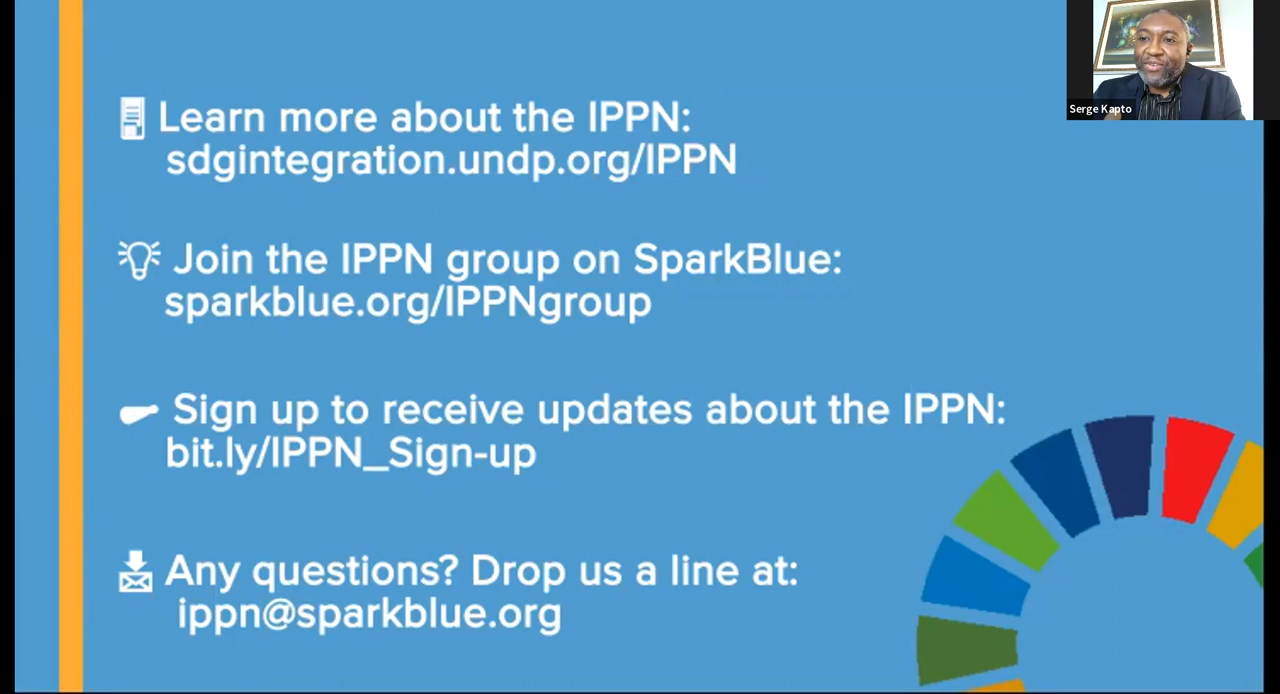 Learn more about the IPPN:
sdgintegration.undp.org/IPPN
Join the IPPN group on SparkBlue:
sparkblue.org/IPPNgroup
Sign up to receive updates about the IPPN:
bit.ly/IPPN_Sign-up
Any questions? Drop us a line at:
ippn@sparkblue.org
Serge Kapto